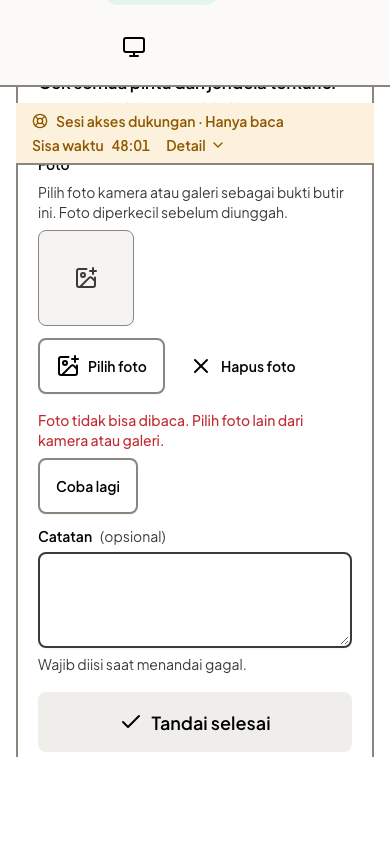 Sesi akses dukungan · Hanya baca
Sisa waktu 48:01 Detail
Foto
Pilih foto kamera atau galeri sebagai bukti butir
ini. Foto diperkecil sebelum diunggah.
Pilih foto
Hapus foto
Foto tidak bisa dibaca. Pilih foto lain dari
kamera atau galeri.
Coba lagi
Catatan (opsional)
Wajib diisi saat menandai gagal.
Tandai selesai